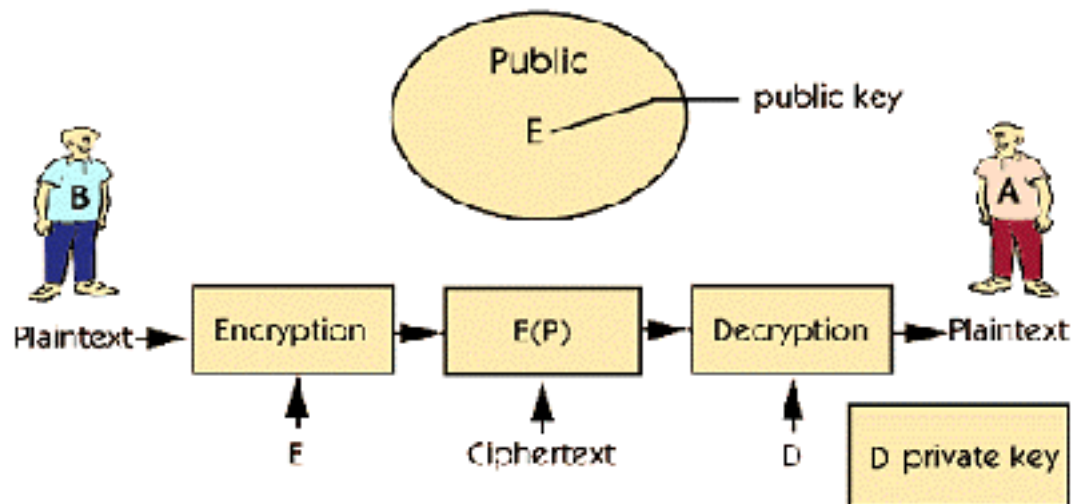 Public
E
public key
B
A
Plaintext
Encryption
E(P)
Decryption
Plaintext
E
Ciphertext
D
D private key